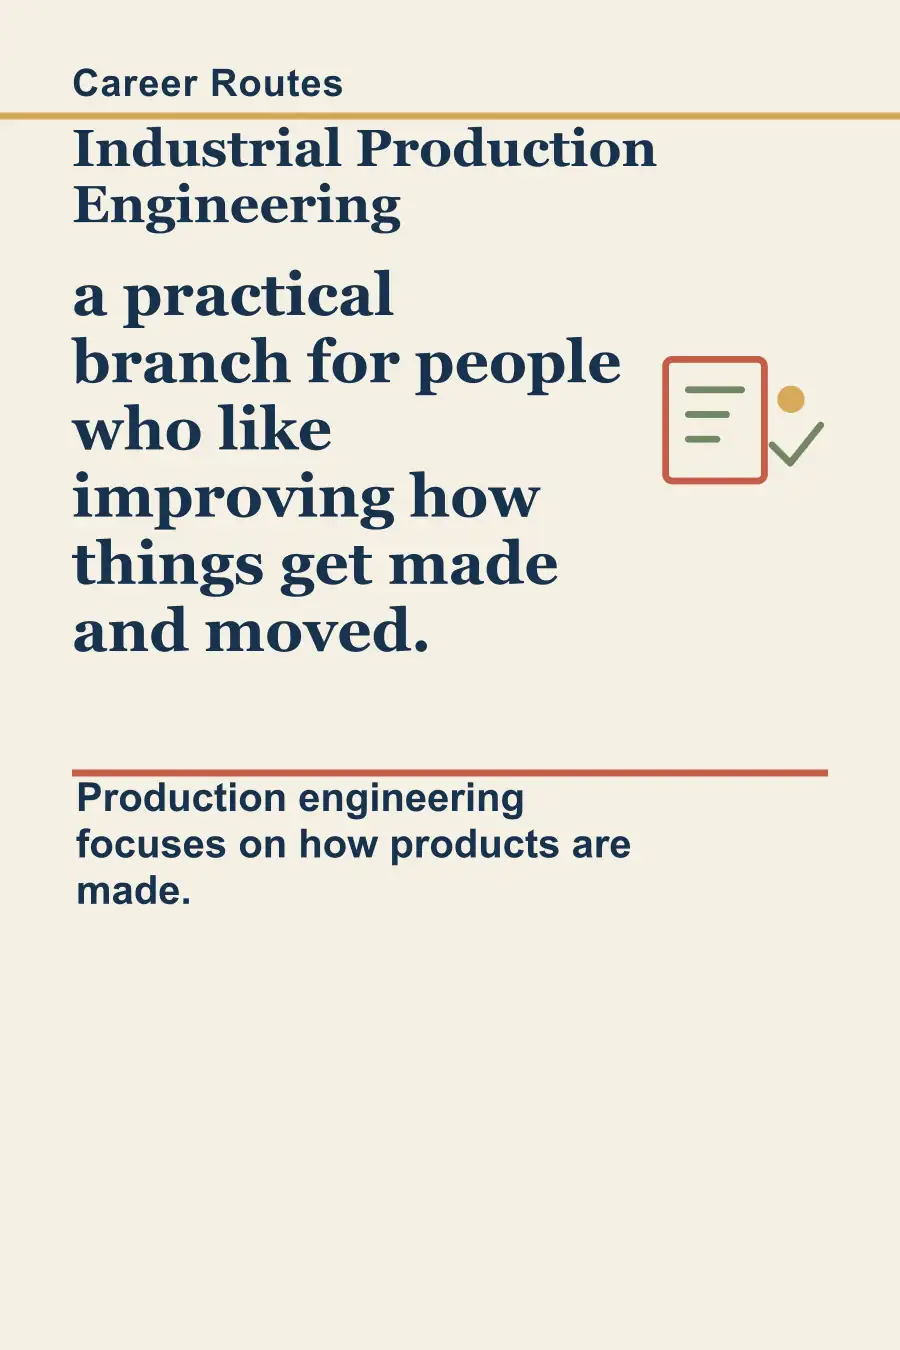 Career Routes
Industrial Production
Engineering
a practical
branch for people
who like
improving how
things get made
and moved.
Production engineering
focuses on how products are
made.